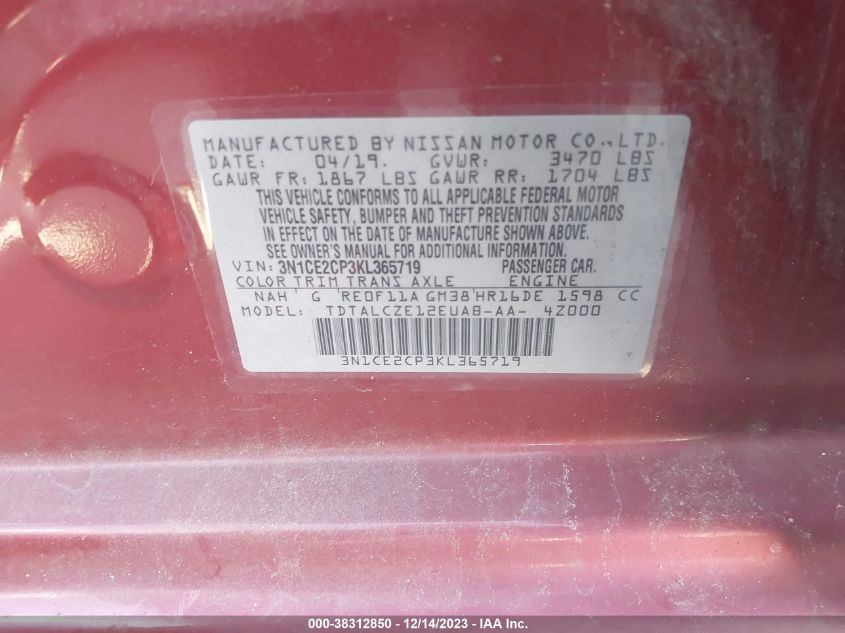 MANUFACTURED BY NISSAN MOTOR CO., LTD.
DATE: 04/19. GVWR: 3470 LBS
GAWR FR: 1867 LBS GAWR RR: 1704 LBS
THIS VEHICLE CONFORMS TO ALL APPLICABLE FEDERAL MOTOR
VEHICLE SAFETY, BUMPER AND THEFT PREVENTION STANDARDS
IN EFFECT ON THE DATE OF MANUFACTURE SHOWN ABOVE.
SEE OWNER'S MANUAL FOR ADDITIONAL INFORMATION.
VIN: 3N1CE2CP3KL365719 PASSENGER CAR.
COLOR TRIM TRANS AXLE ENGINE
NAH G RE0F11A GM38 HR16DE 1598 CC
MODEL: TDTALCZE12EUAB-AA- 4Z000
3N1CE2CP3KL365719
000-38312850 - 12/14/2023 - IAA Inc.